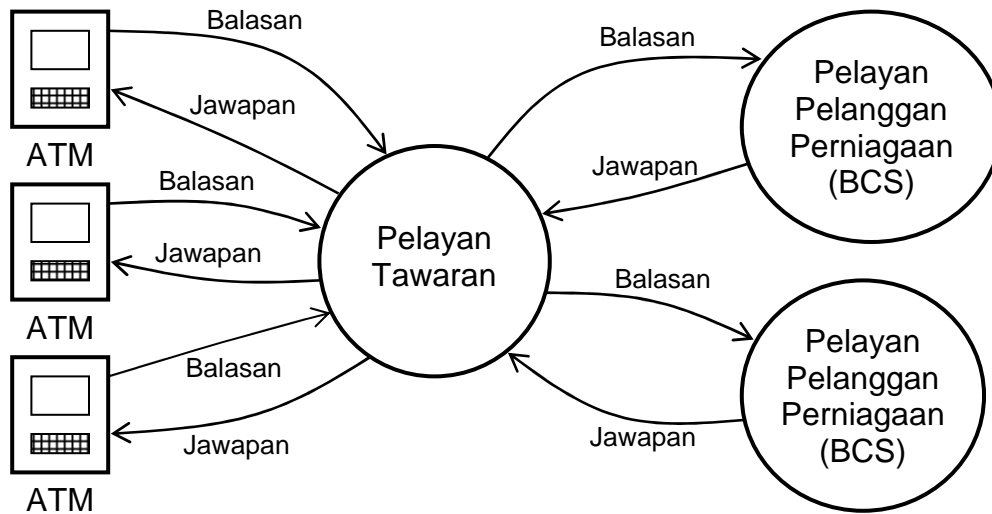 Balasan
Jawapan
ATM
Balasan
Jawapan
ATM
Balasan
Jawapan
ATM
Pelayan
Tawaran
Balasan
Jawapan
Balasan
Jawapan
Pelayan
Pelanggan
Perniagaan
(BCS)
Pelayan
Pelanggan
Perniagaan
(BCS)